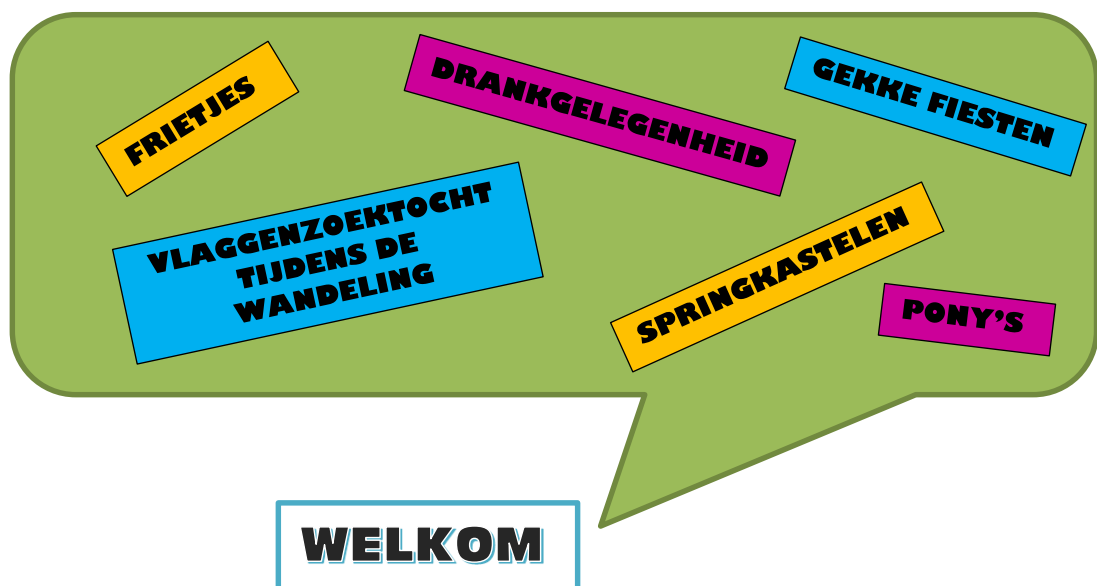 FRIETJES
DRANKGELEGENHEID
GEKKE FIESTEN
VLAGGENZOEKTOCHT
TIJDENS DE
WANDELING
SPRINGKASTELEN
PONY'S
WELKOM